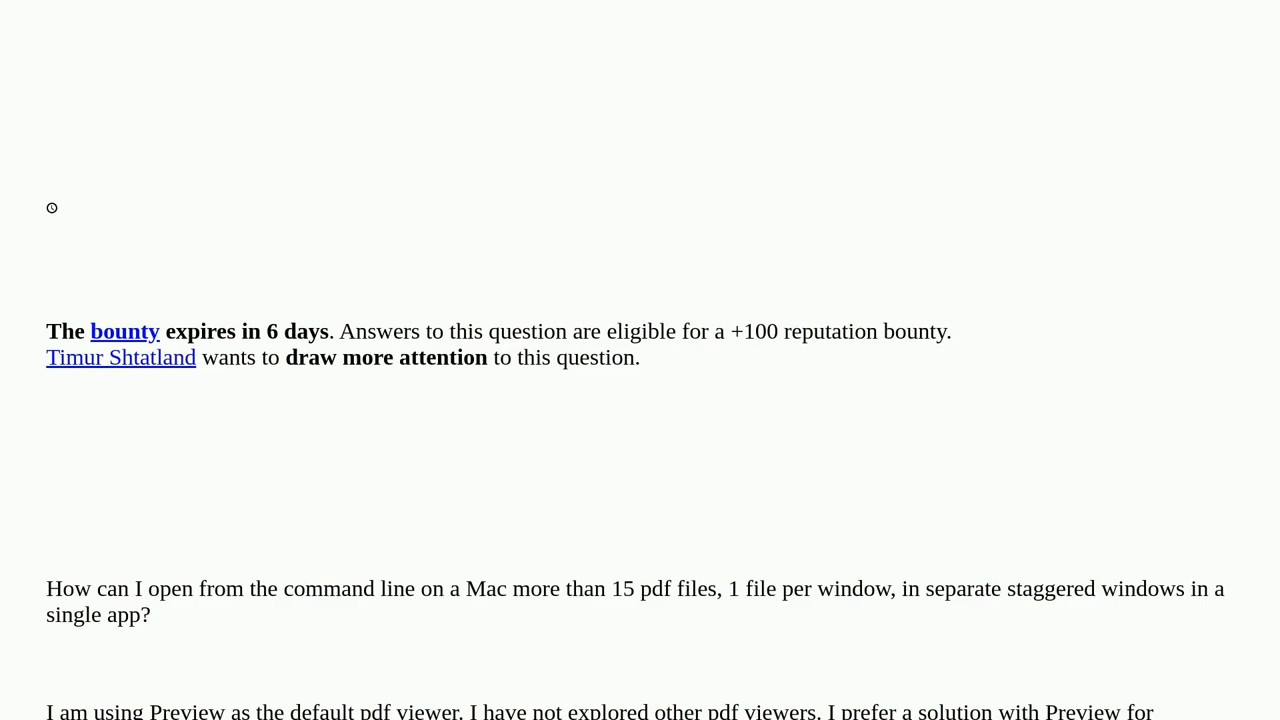 The bounty expires in 6 days. Answers to this question are eligible for a +100 reputation bounty.
Timur Shtatland wants to draw more attention to this question.
How can I open from the command line on a Mac more than 15 pdf files, 1 file per window, in separate staggered windows in a
single app?
I am using Preview as the default pdf viewer. I have not explored other pdf viewers. I prefer a solution with Preview for